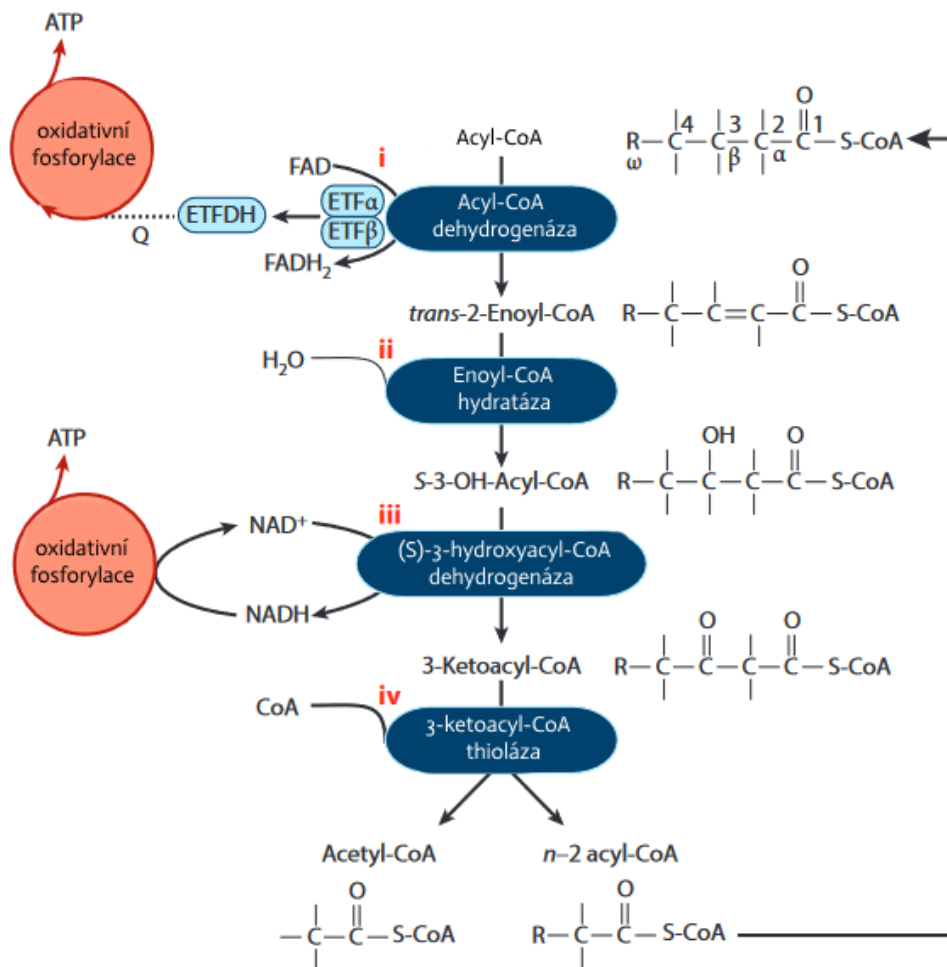 ATP
oxidativní
fosforylace
Q
ETFDH
FAD
i
ETFα
ETFβ
FADH₂
Acyl-CoA
Acyl-CoA
dehydrogenáza
O
4 3 2 1
R–C–C–C–C–S-CoA
ω β α
trans-2-Enoyl-CoA
O
R–C–C=C–C–S-CoA
H₂O
ii
Enoyl-CoA
hydratáza
S-3-OH-Acyl-CoA
OH O
R–C–C–C–C–S-CoA
ATP
oxidativní
fosforylace
NAD⁺
NADH
iii
(S)-3-hydroxyacyl-CoA
dehydrogenáza
3-Ketoacyl-CoA
O O
R–C–C–C–C–S-CoA
CoA
iv
3-ketoacyl-CoA
thioláza
Acetyl-CoA
O
–C–C–S-CoA
n–2 acyl-CoA
O
R–C–C–S-CoA